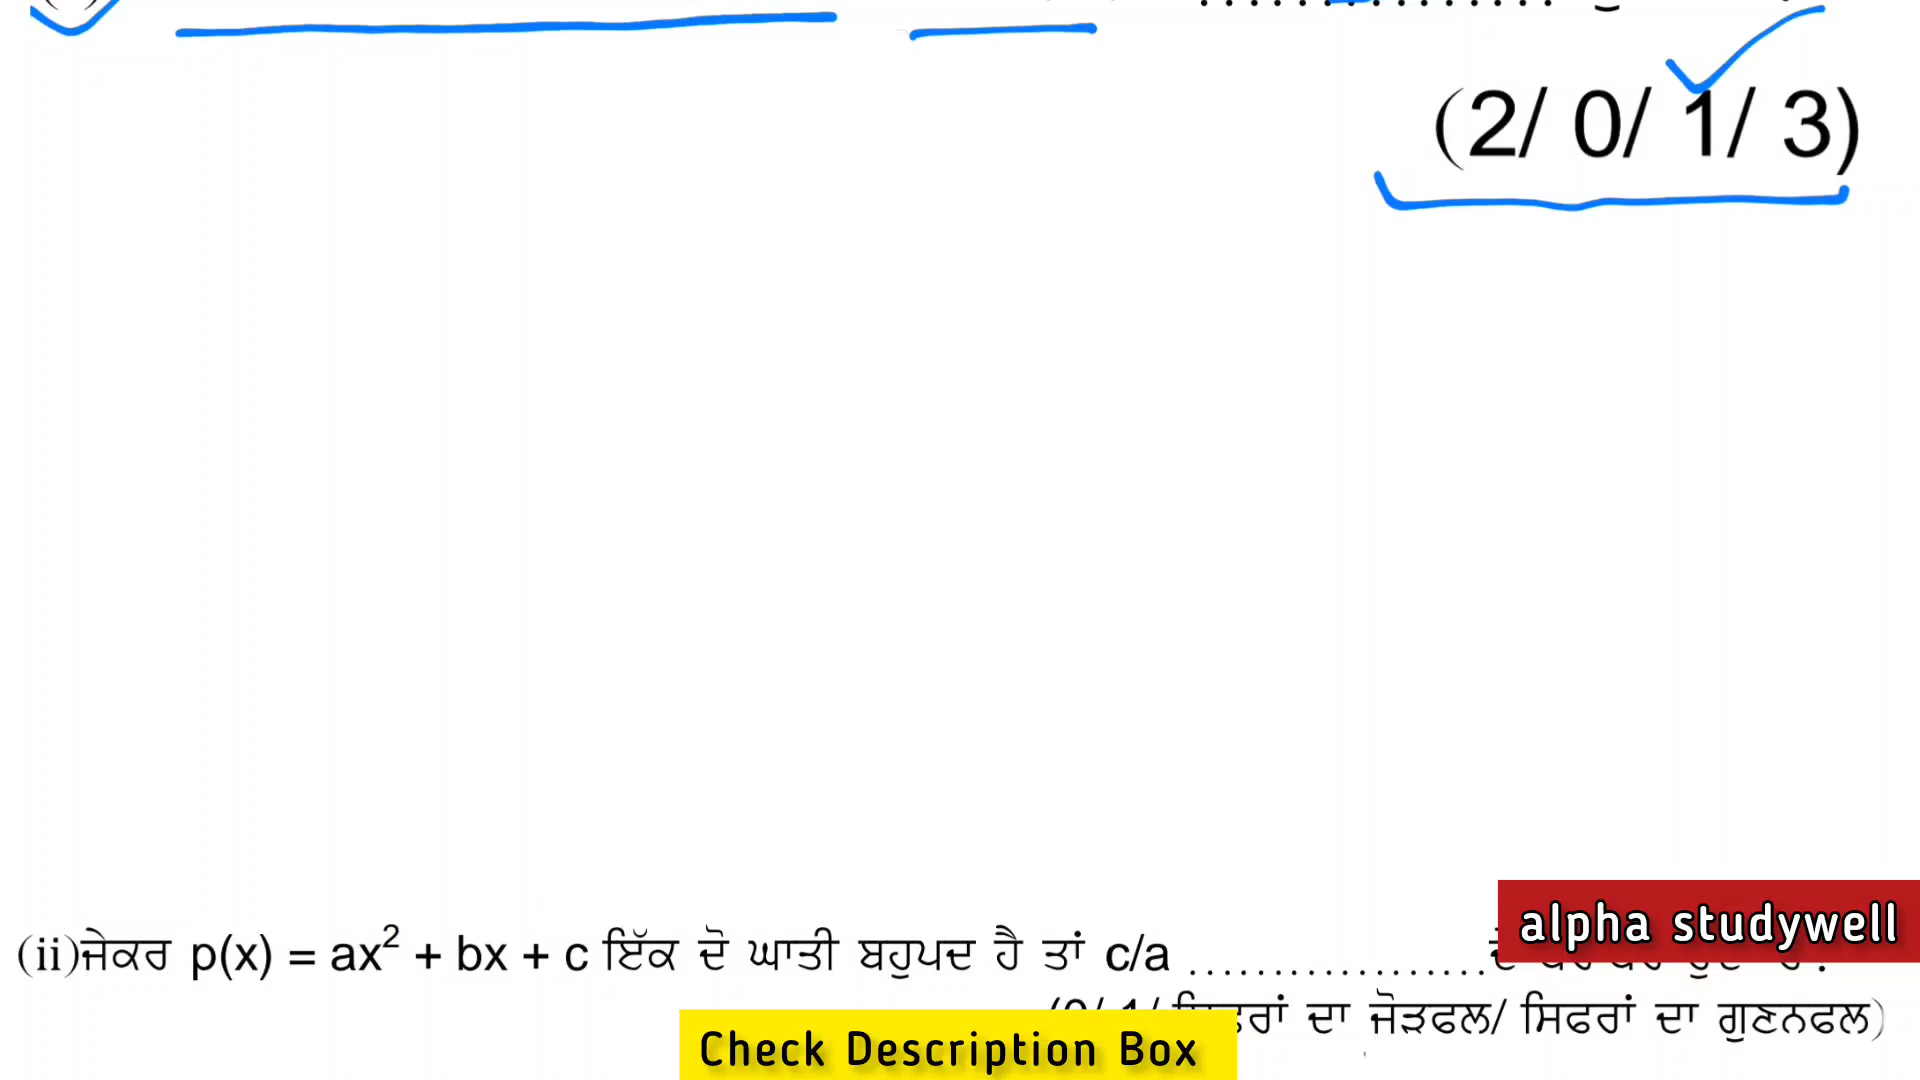 (2/ 0/ 1/ 3)
(ii)ਜੇਕਰ p(x) = ax² + bx + c ਇੱਕ ਦੋ ਘਾਤੀ ਬਹੁਪਦ ਹੈ ਤਾਂ c/a ..................
alpha studywell
ਦਾ ਜੋੜਫਲ/ ਸਿਫਰਾਂ ਦਾ ਗੁਣਨਫਲ)
Check Description Box